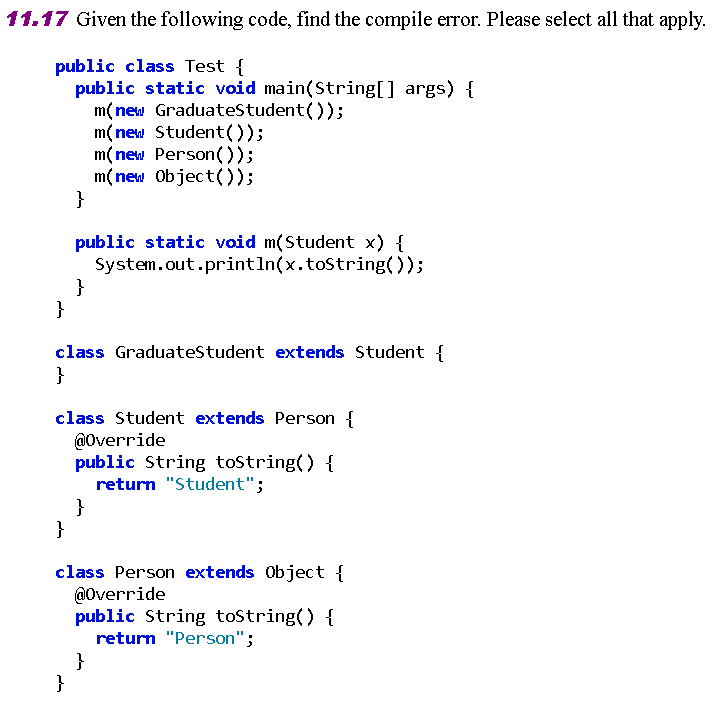 11.17 Given the following code, find the compile error. Please select all that apply.
public class Test {
  public static void main(String[] args) {
    m(new GraduateStudent());
    m(new Student());
    m(new Person());
    m(new Object());
  }

  public static void m(Student x) {
    System.out.println(x.toString());
  }
}

class GraduateStudent extends Student {
}

class Student extends Person {
  @Override
  public String toString() {
    return "Student";
  }
}

class Person extends Object {
  @Override
  public String toString() {
    return "Person";
  }
}